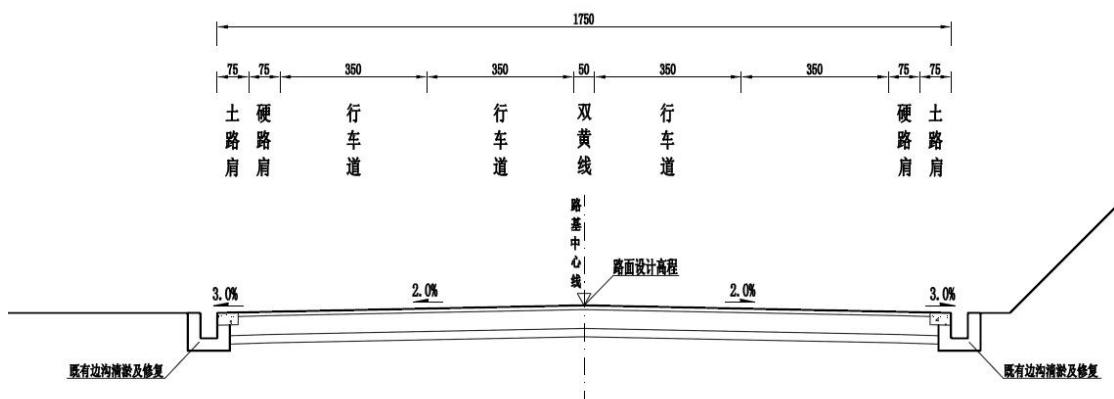 1750
75 75 350 350 50 350 350 75 75
土路肩 硬路肩 行车道 行车道 双黄线 行车道 硬路肩 土路肩
路基中心线
路面设计高程
3.0% 2.0% 2.0% 3.0%
既有边沟清淤及修复 既有边沟清淤及修复